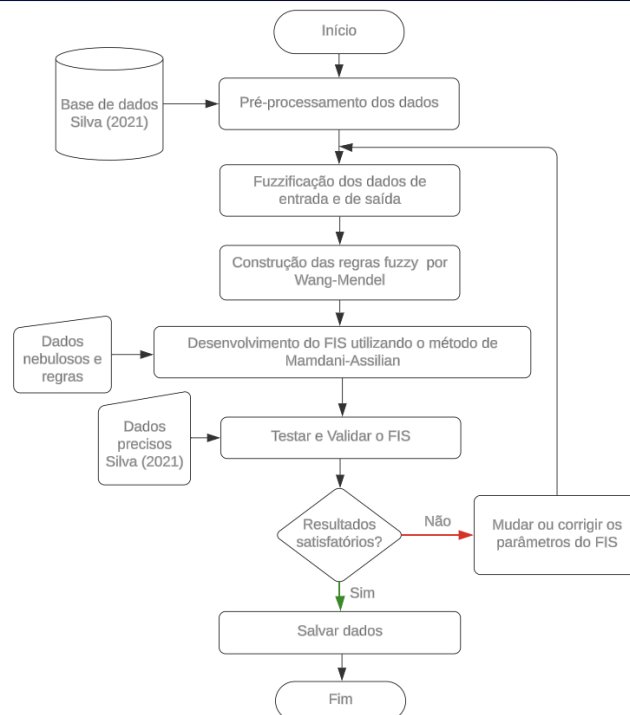 Início
Base de dados
Silva (2021)
Pré-processamento dos dados
Fuzzificação dos dados de
entrada e de saída
Construção das regras fuzzy por
Wang-Mendel
Dados
nebulosos e
regras
Desenvolvimento do FIS utilizando o método de
Mamdani-Assilian
Dados
precisos
Silva (2021)
Testar e Validar o FIS
Resultados
satisfatórios?
Não
Mudar ou corrigir os
parâmetros do FIS
Sim
Salvar dados
Fim